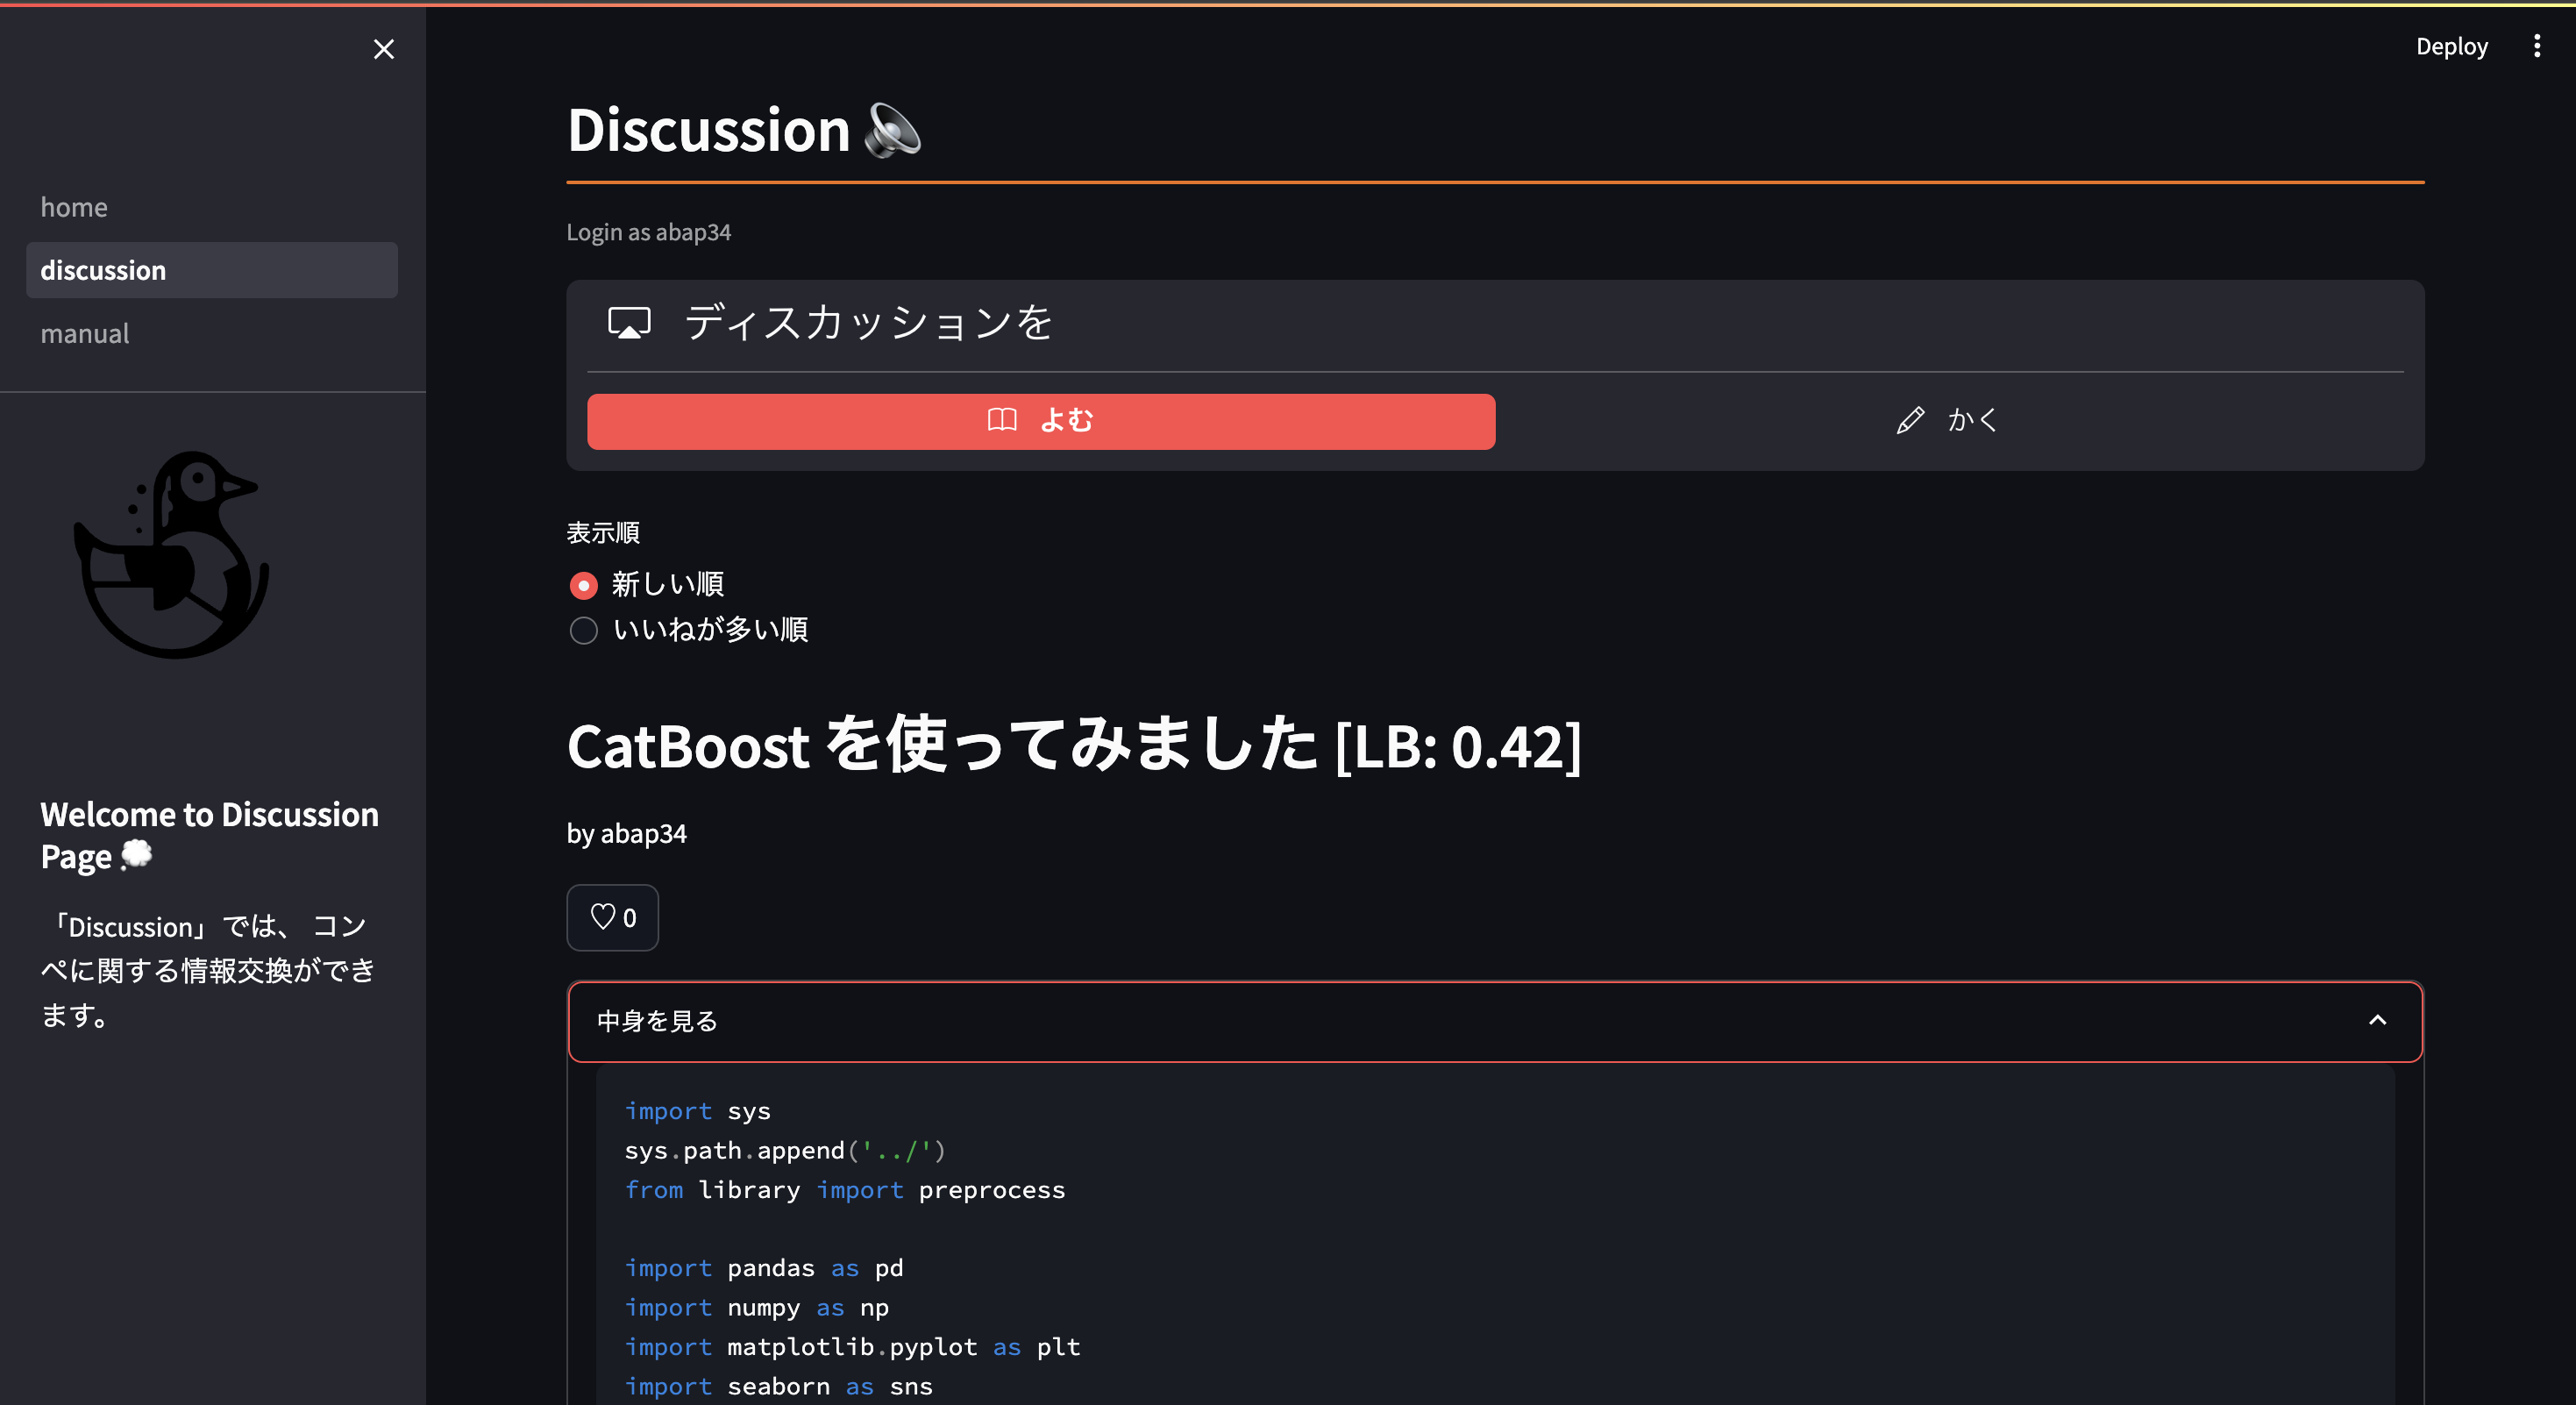 Deploy
home
discussion
manual
Welcome to Discussion
Page
「Discussion」では、 コン
ペに関する情報交換ができ
ます。
Discussion
Login as abap34
ディスカッションを
よむ
かく
表示順
新しい順
いいねが多い順
CatBoost を使ってみました [LB: 0.42]
by abap34
♡ 0
中身を見る
import sys
sys.path.append('../')
from library import preprocess
import pandas as pd
import numpy as np
import matplotlib.pyplot as plt
import seaborn as sns